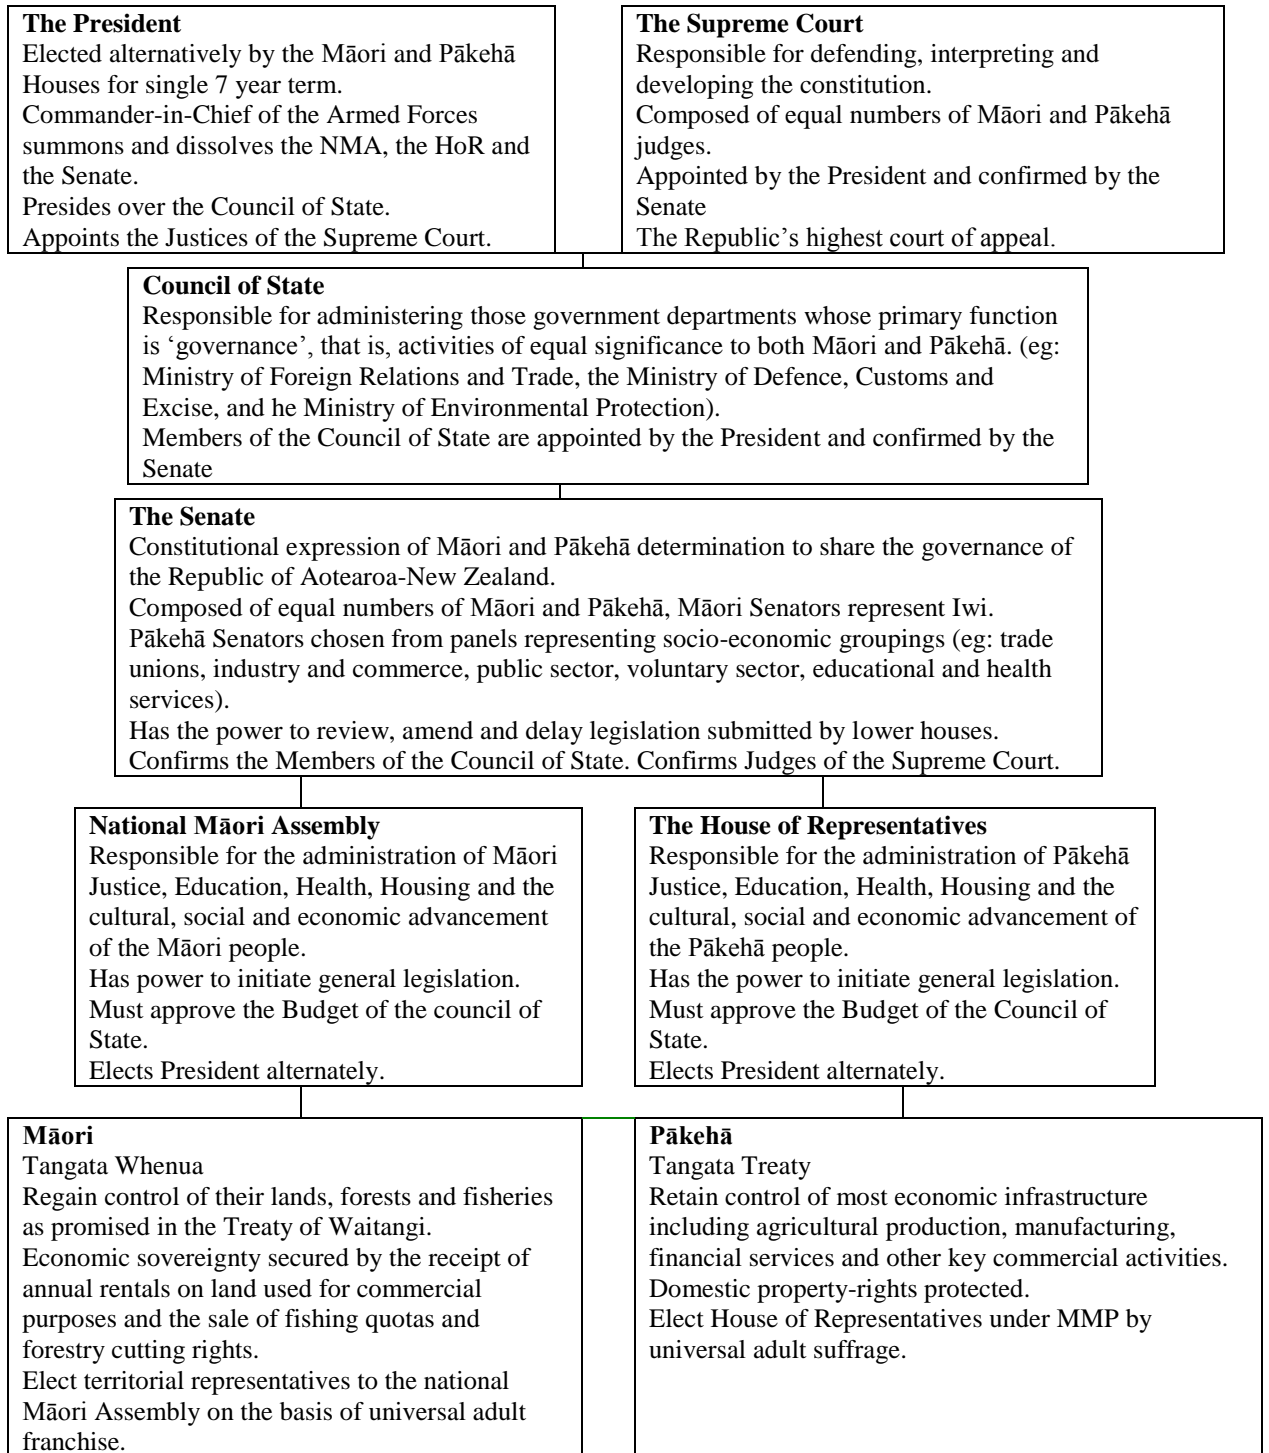 The President
Elected alternatively by the Māori and Pākehā
Houses for single 7 year term.
Commander-in-Chief of the Armed Forces
summons and dissolves the NMA, the HoR and
the Senate.
Presides over the Council of State.
Appoints the Justices of the Supreme Court.
The Supreme Court
Responsible for defending, interpreting and
developing the constitution.
Composed of equal numbers of Māori and Pākehā
judges.
Appointed by the President and confirmed by the
Senate
The Republic’s highest court of appeal.
Council of State
Responsible for administering those government departments whose primary function
is ‘governance’, that is, activities of equal significance to both Māori and Pākehā. (eg:
Ministry of Foreign Relations and Trade, the Ministry of Defence, Customs and
Excise, and he Ministry of Environmental Protection).
Members of the Council of State are appointed by the President and confirmed by the
Senate
The Senate
Constitutional expression of Māori and Pākehā determination to share the governance of
the Republic of Aotearoa-New Zealand.
Composed of equal numbers of Māori and Pākehā, Māori Senators represent Iwi.
Pākehā Senators chosen from panels representing socio-economic groupings (eg: trade
unions, industry and commerce, public sector, voluntary sector, educational and health
services).
Has the power to review, amend and delay legislation submitted by lower houses.
Confirms the Members of the Council of State. Confirms Judges of the Supreme Court.
National Māori Assembly
Responsible for the administration of Māori
Justice, Education, Health, Housing and the
cultural, social and economic advancement
of the Māori people.
Has power to initiate general legislation.
Must approve the Budget of the council of
State.
Elects President alternately.
The House of Representatives
Responsible for the administration of Pākehā
Justice, Education, Health, Housing and the
cultural, social and economic advancement of
the Pākehā people.
Has the power to initiate general legislation.
Must approve the Budget of the Council of
State.
Elects President alternately.
Māori
Tangata Whenua
Regain control of their lands, forests and fisheries
as promised in the Treaty of Waitangi.
Economic sovereignty secured by the receipt of
annual rentals on land used for commercial
purposes and the sale of fishing quotas and
forestry cutting rights.
Elect territorial representatives to the national
Māori Assembly on the basis of universal adult
franchise.
Pākehā
Tangata Treaty
Retain control of most economic infrastructure
including agricultural production, manufacturing,
financial services and other key commercial activities.
Domestic property-rights protected.
Elect House of Representatives under MMP by
universal adult suffrage.